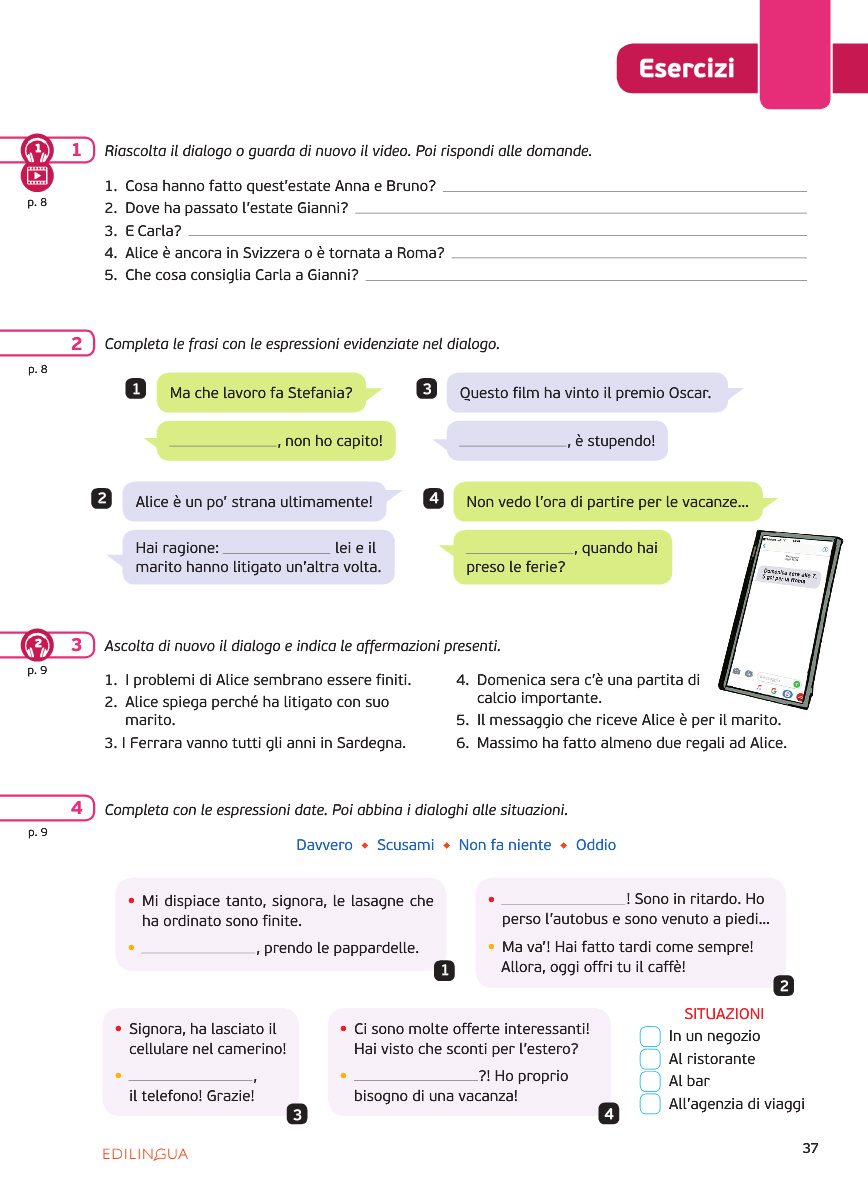 Esercizi
1
1
Riascolta il dialogo o guarda di nuovo il video. Poi rispondi alle domande.
p. 8
1. Cosa hanno fatto quest'estate Anna e Bruno?
2. Dove ha passato l'estate Gianni?
3. E Carla?
4. Alice è ancora in Svizzera o è tornata a Roma?
5. Che cosa consiglia Carla a Gianni?
2
Completa le frasi con le espressioni evidenziate nel dialogo.
p. 8
1
Ma che lavoro fa Stefania?
____________, non ho capito!
3
Questo film ha vinto il premio Oscar.
____________, è stupendo!
2
Alice è un po' strana ultimamente!
Hai ragione: ____________ lei e il
marito hanno litigato un'altra volta.
4
Non vedo l'ora di partire per le vacanze...
____________, quando hai
preso le ferie?
Domenica sera alle 7,
2
3
Ascolta di nuovo il dialogo e indica le affermazioni presenti.
p. 9
1. I problemi di Alice sembrano essere finiti.
2. Alice spiega perché ha litigato con suo
marito.
3. I Ferrara vanno tutti gli anni in Sardegna.
4. Domenica sera c'è una partita di
calcio importante.
5. Il messaggio che riceve Alice è per il marito.
6. Massimo ha fatto almeno due regali ad Alice.
4
Completa con le espressioni date. Poi abbina i dialoghi alle situazioni.
p. 9
Davvero ◆ Scusami ◆ Non fa niente ◆ Oddio
• Mi dispiace tanto, signora, le lasagne che
ha ordinato sono finite.
• ____________, prendo le pappardelle.
1
• ____________! Sono in ritardo. Ho
perso l'autobus e sono venuto a piedi...
• Ma va'! Hai fatto tardi come sempre!
Allora, oggi offri tu il caffè!
2
• Signora, ha lasciato il
cellulare nel camerino!
• ____________,
il telefono! Grazie!
3
• Ci sono molte offerte interessanti!
Hai visto che sconti per l'estero?
• ____________?! Ho proprio
bisogno di una vacanza!
4
SITUAZIONI
In un negozio
Al ristorante
Al bar
All'agenzia di viaggi
EDILINGUA
37